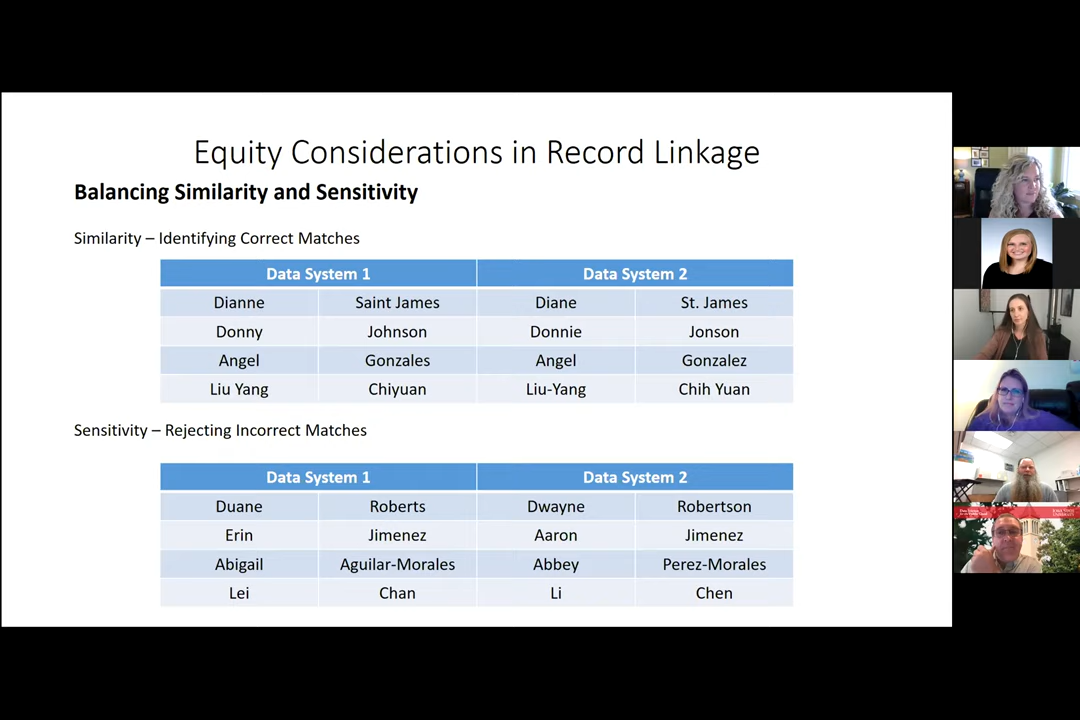 Equity Considerations in Record Linkage
Balancing Similarity and Sensitivity
Similarity – Identifying Correct Matches
Data System 1 Data System 2
Dianne Saint James Diane St. James
Donny Johnson Donnie Jonson
Angel Gonzales Angel Gonzalez
Liu Yang Chiyuan Liu-Yang Chih Yuan
Sensitivity – Rejecting Incorrect Matches
Data System 1 Data System 2
Duane Roberts Dwayne Robertson
Erin Jimenez Aaron Jimenez
Abigail Aguilar-Morales Abbey Perez-Morales
Lei Chan Li Chen